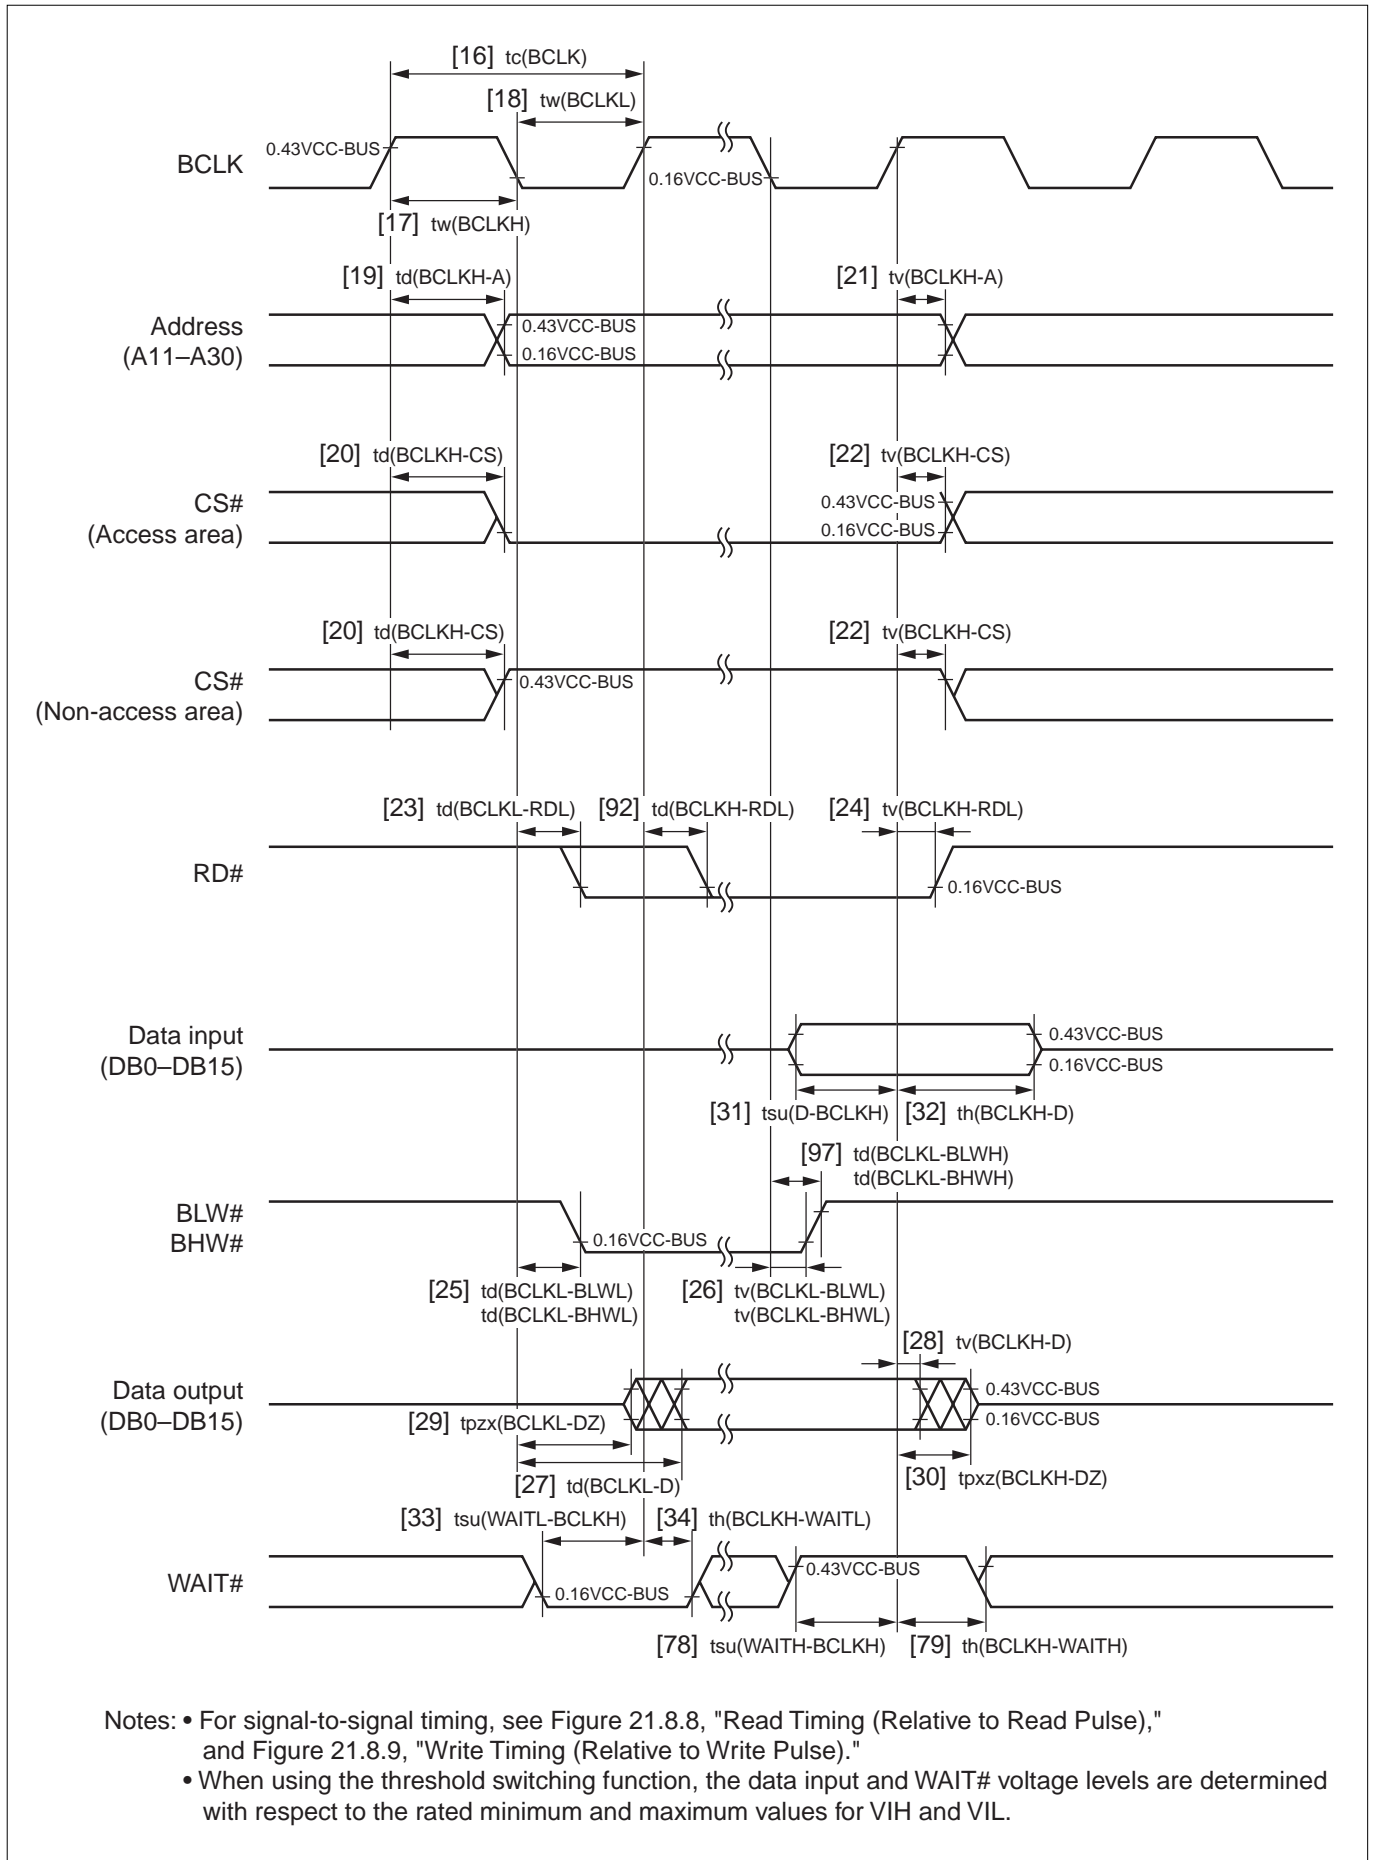 [16] tc(BCLK)
[18] tw(BCLKL)
BCLK
0.43VCC-BUS
0.16VCC-BUS
[17] tw(BCLKH)
[19] td(BCLKH-A)
[21] tv(BCLKH-A)
Address
(A11–A30)
0.43VCC-BUS
0.16VCC-BUS
[20] td(BCLKH-CS)
[22] tv(BCLKH-CS)
CS#
(Access area)
0.43VCC-BUS
0.16VCC-BUS
[20] td(BCLKH-CS)
[22] tv(BCLKH-CS)
CS#
(Non-access area)
0.43VCC-BUS
[23] td(BCLKL-RDL)
[92] td(BCLKH-RDL)
[24] tv(BCLKH-RDL)
RD#
0.16VCC-BUS
Data input
(DB0–DB15)
0.43VCC-BUS
0.16VCC-BUS
[31] tsu(D-BCLKH)
[32] th(BCLKH-D)
[97] td(BCLKL-BLWH)
td(BCLKL-BHWH)
BLW#
BHW#
0.16VCC-BUS
[25] td(BCLKL-BLWL)
td(BCLKL-BHWL)
[26] tv(BCLKL-BLWL)
tv(BCLKL-BHWL)
[28] tv(BCLKH-D)
Data output
(DB0–DB15)
0.43VCC-BUS
0.16VCC-BUS
[29] tpzx(BCLKL-DZ)
[27] td(BCLKL-D)
[30] tpxz(BCLKH-DZ)
[33] tsu(WAITL-BCLKH)
[34] th(BCLKH-WAITL)
WAIT#
0.16VCC-BUS
0.43VCC-BUS
[78] tsu(WAITH-BCLKH)
[79] th(BCLKH-WAITH)
Notes: • For signal-to-signal timing, see Figure 21.8.8, "Read Timing (Relative to Read Pulse),"
and Figure 21.8.9, "Write Timing (Relative to Write Pulse)."
• When using the threshold switching function, the data input and WAIT# voltage levels are determined
with respect to the rated minimum and maximum values for VIH and VIL.